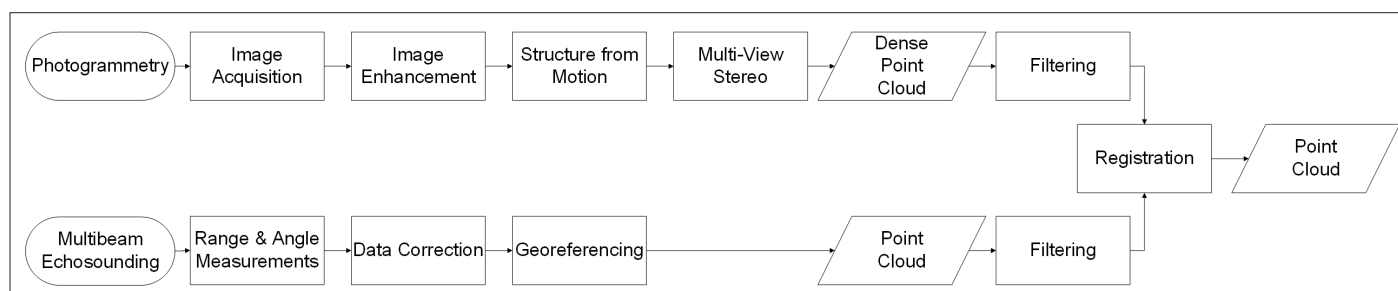 Photogrammetry
Image
Acquisition
Image
Enhancement
Structure from
Motion
Multi-View
Stereo
Dense
Point
Cloud
Filtering
Registration
Point
Cloud
Multibeam
Echosounding
Range & Angle
Measurements
Data Correction
Georeferencing
Point
Cloud
Filtering